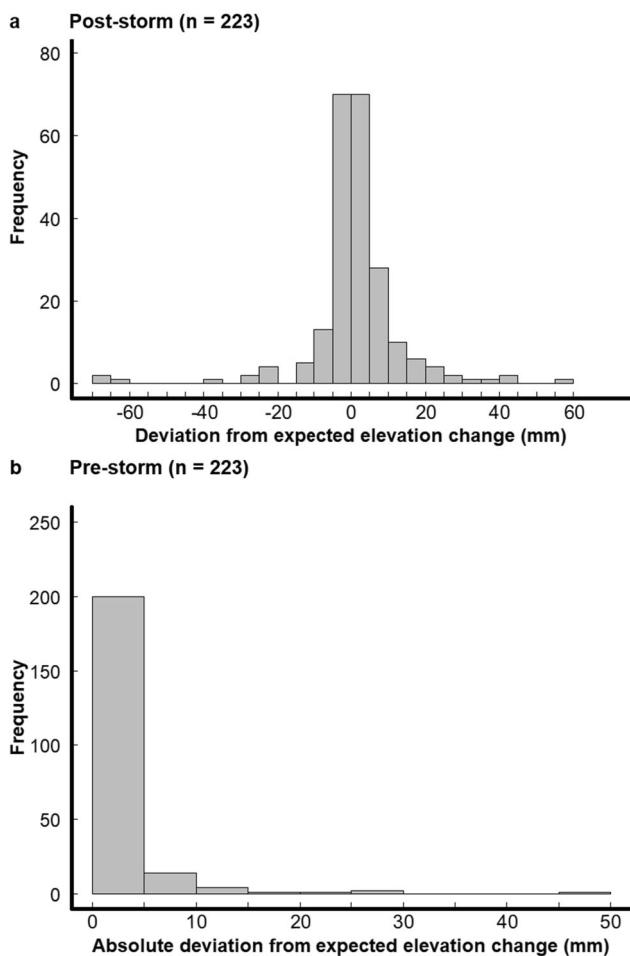 a Post-storm (n = 223)
80
60
40
20
0
Frequency
-60 -40 -20 0 20 40 60
Deviation from expected elevation change (mm)
b Pre-storm (n = 223)
250
200
150
100
50
0
Frequency
0 10 20 30 40 50
Absolute deviation from expected elevation change (mm)